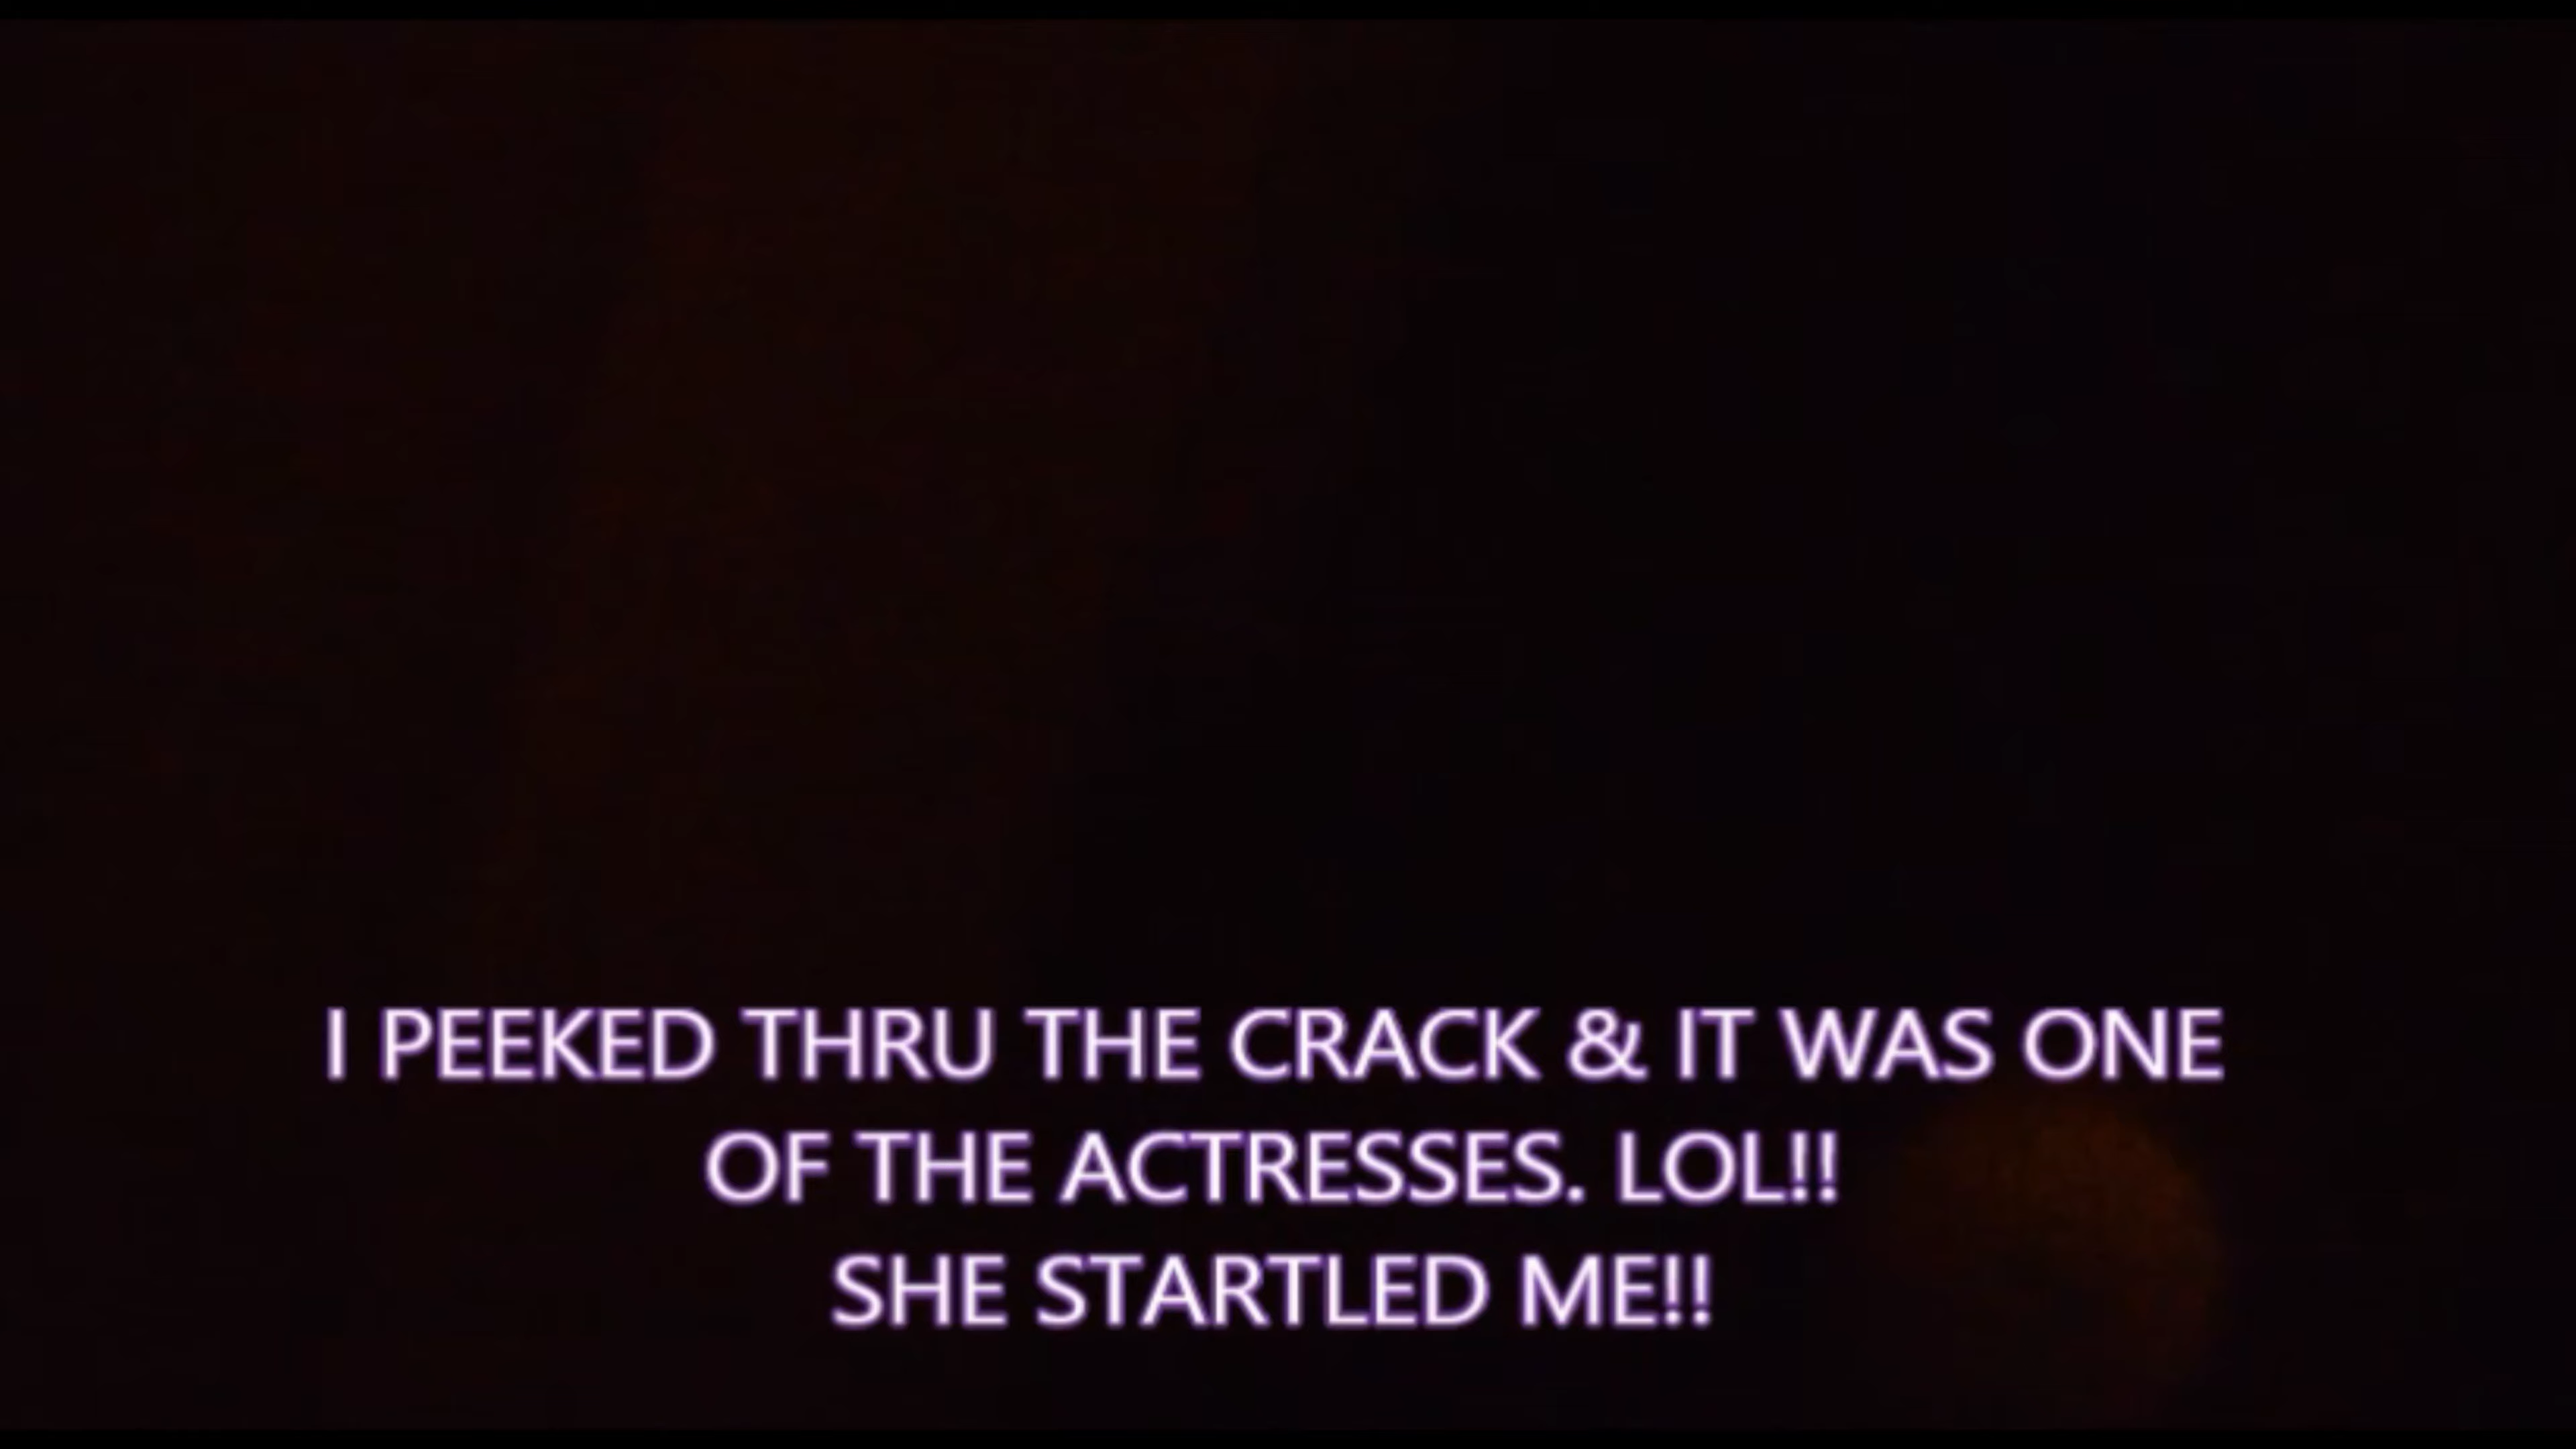 I PEEKED THRU THE CRACK & IT WAS ONE
OF THE ACTRESSES. LOL!!
SHE STARTLED ME!!